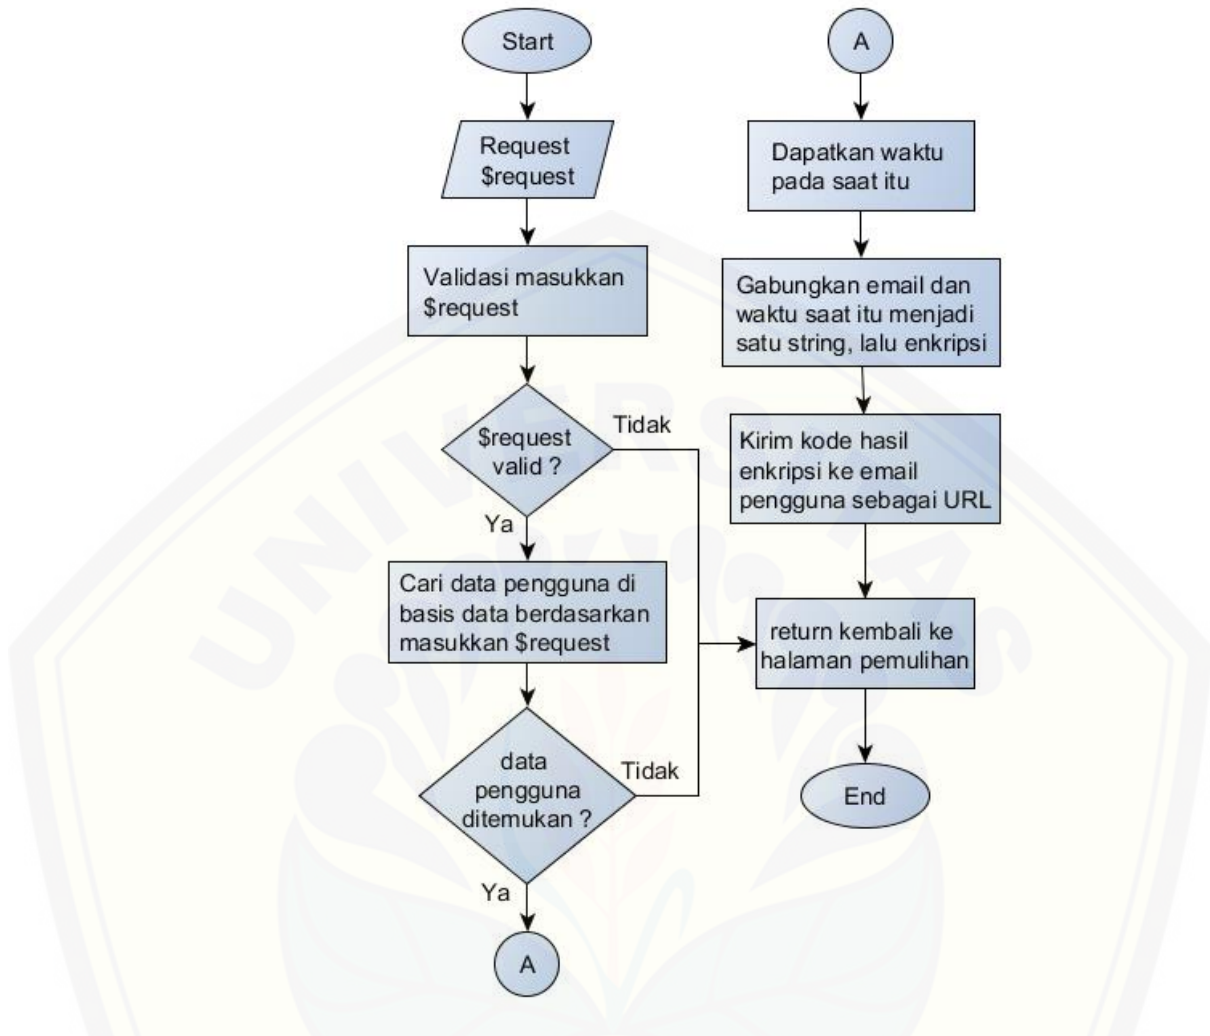 Start
Request
$request
Validasi masukkan
$request
$request
valid ?
Tidak
Ya
Cari data pengguna di
basis data berdasarkan
masukkan $request
data
pengguna
ditemukan ?
Tidak
Ya
A
A
Dapatkan waktu
pada saat itu
Gabungkan email dan
waktu saat itu menjadi
satu string, lalu enkripsi
Kirim kode hasil
enkripsi ke email
pengguna sebagai URL
return kembali ke
halaman pemulihan
End
UNIVERSITAS